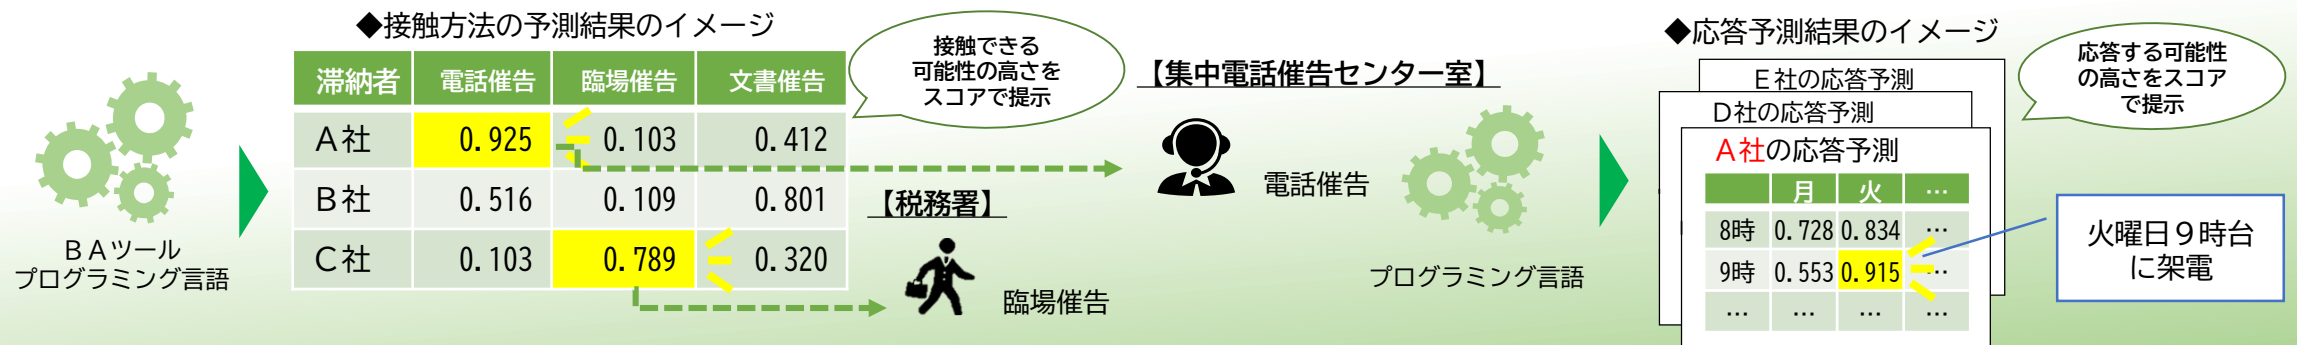 ◆接触方法の予測結果のイメージ
ＢＡツール
プログラミング言語
滞納者 電話催告 臨場催告 文書催告
Ａ社 0.925 0.103 0.412
Ｂ社 0.516 0.109 0.801
Ｃ社 0.103 0.789 0.320
接触できる
可能性の高さを
スコアで提示
【集中電話催告センター室】
電話催告
【税務署】
臨場催告
プログラミング言語
◆応答予測結果のイメージ
Ｅ社の応答予測
Ｄ社の応答予測
Ａ社の応答予測
月 火 …
8時 0.728 0.834 …
9時 0.553 0.915 …
… … … …
応答する可能性
の高さをスコア
で提示
火曜日９時台
に架電